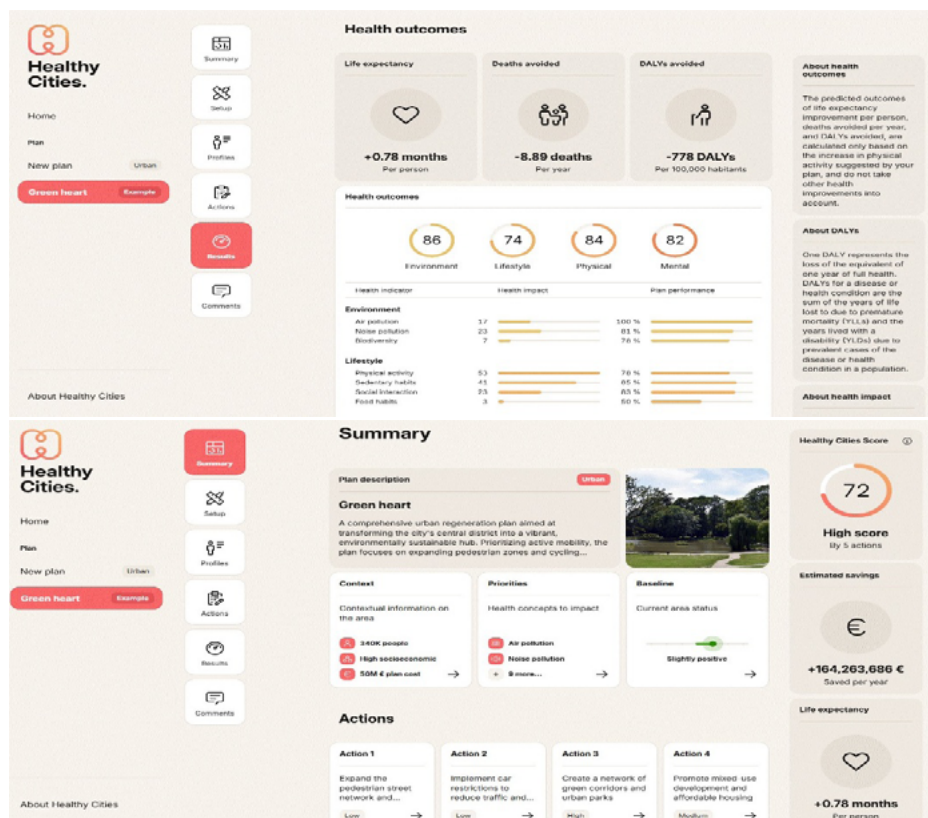 Healthy
Cities.
Home
Plan
New plan Urban
Green heart Example
About Healthy Cities
Summary
Setup
Profiles
Actions
Results
Comments
Health outcomes
Life expectancy
+0.78 months
Per person
Deaths avoided
-8.89 deaths
Per year
DALYs avoided
-778 DALYs
Per 100,000 habitants
Health outcomes
86 74 84 82
Environment Lifestyle Physical Mental
Health indicator Health impact Plan performance
Environment
Air pollution 17 100 %
Noise pollution 23 81 %
Biodiversity 7 76 %
Lifestyle
Physical activity 53 76 %
Sedentary habits 41 85 %
Social interaction 23 83 %
Food habits 3 50 %
About health
outcomes
The predicted outcomes
of life expectancy
improvement per person,
deaths avoided per year,
and DALYs avoided, are
calculated only based on
the increase in physical
activity suggested by your
plan, and do not take
other health
improvements into
account.
About DALYs
One DALY represents the
loss of the equivalent of
one year of full health.
DALYs for a disease or
health condition are the
sum of the years of life
lost to due to premature
mortality (YLLs) and the
years lived with a
disability (YLDs) due to
prevalent cases of the
disease or health
condition in a population.
About health impact
Healthy
Cities.
Home
Plan
New plan Urban
Green heart Example
About Healthy Cities
Summary
Setup
Profiles
Actions
Results
Comments
Summary
Plan description Urban
Green heart
A comprehensive urban regeneration plan aimed at
transforming the city's central district into a vibrant,
environmentally sustainable hub. Prioritizing active mobility, the
plan focuses on expanding pedestrian zones and cycling...
Context
Contextual information on
the area
340K people
High socioeconomic
50M € plan cost
Priorities
Health concepts to impact
Air pollution
Noise pollution
+ 9 more...
Baseline
Current area status
Slightly positive
Actions
Action 1
Expand the
pedestrian street
network and...
Low
Action 2
Implement car
restrictions to
reduce traffic and...
Low
Action 3
Create a network of
green corridors and
urban parks
High
Action 4
Promote mixed-use
development and
affordable housing
Medium
Healthy Cities Score
72
High score
By 5 actions
Estimated savings
€
+164,263,686 €
Saved per year
Life expectancy
+0.78 months
Per person